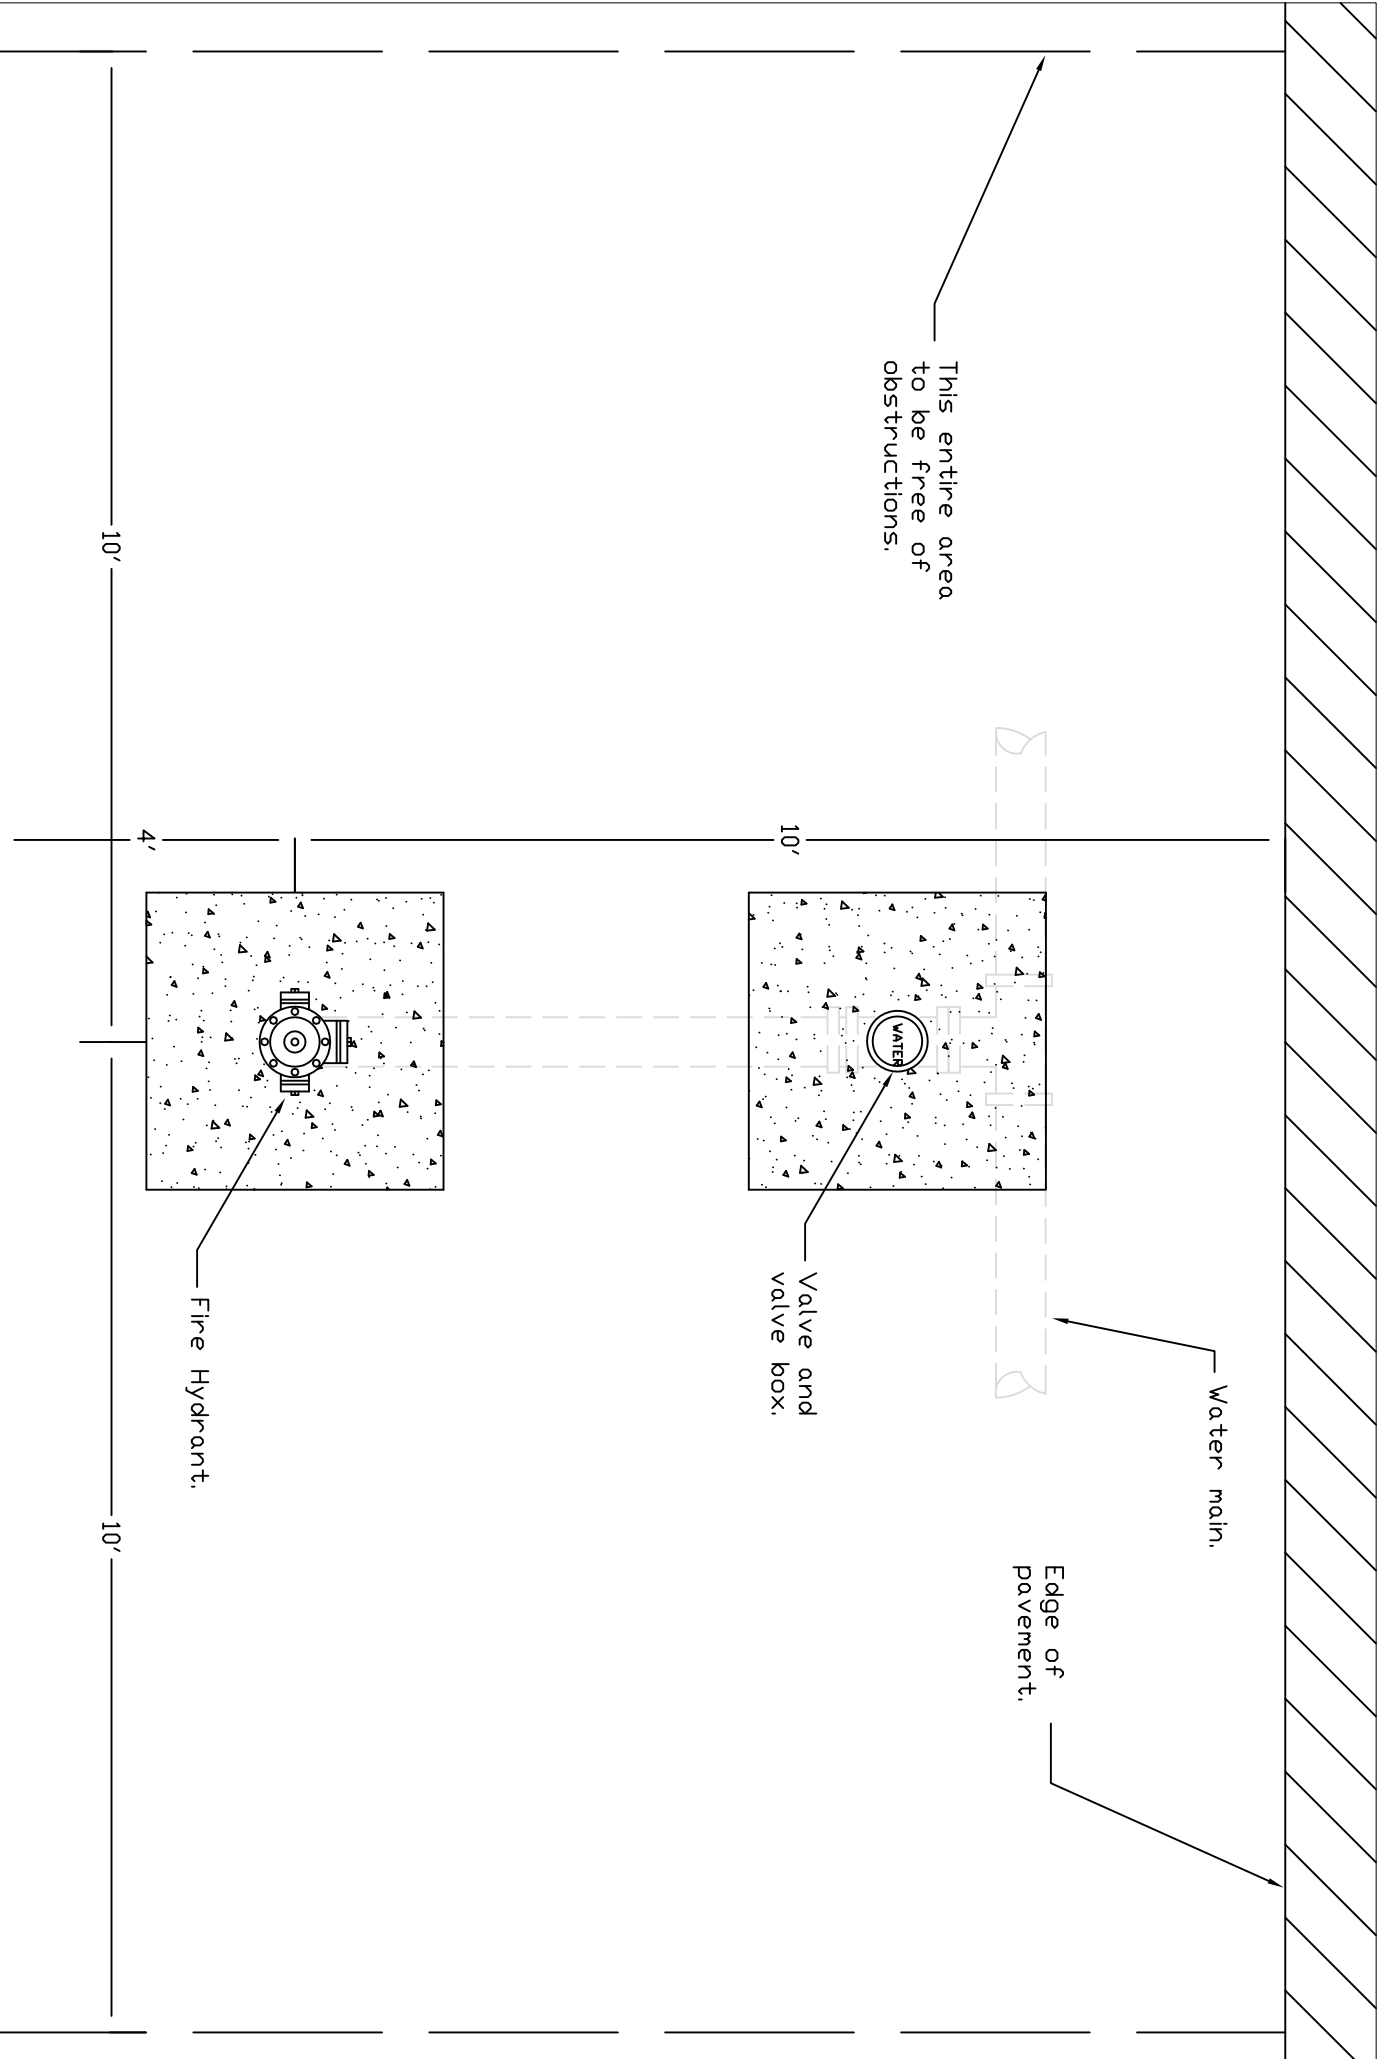 Edge of
pavement.
Water main.
This entire area
to be free of
obstructions.
10'
WATER
Valve and
valve box.
Fire Hydrant.
4'
10'
10'